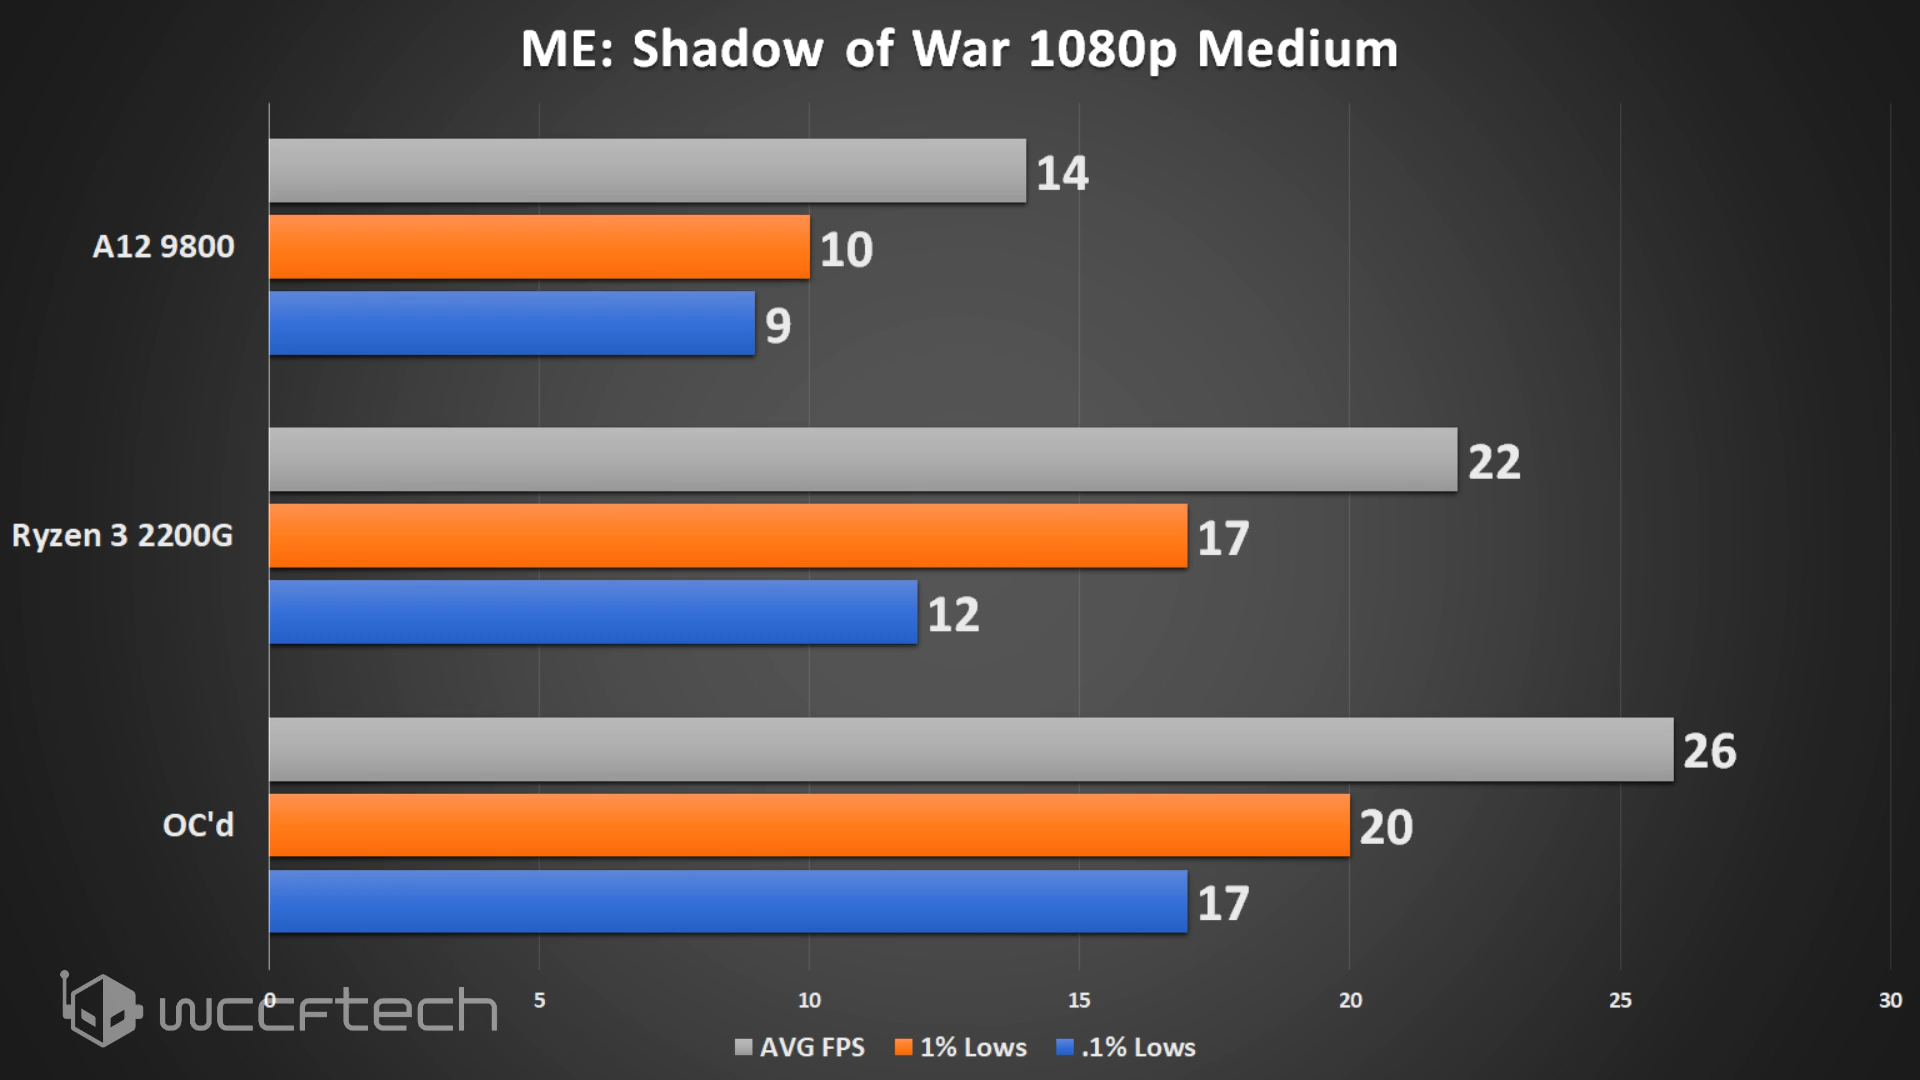 ME: Shadow of War 1080p Medium
A12 9800
14
10
9
Ryzen 3 2200G
22
17
12
OC'd
26
20
17
0 5 10 15 20 25 30
wccftech
AVG FPS 1% Lows .1% Lows